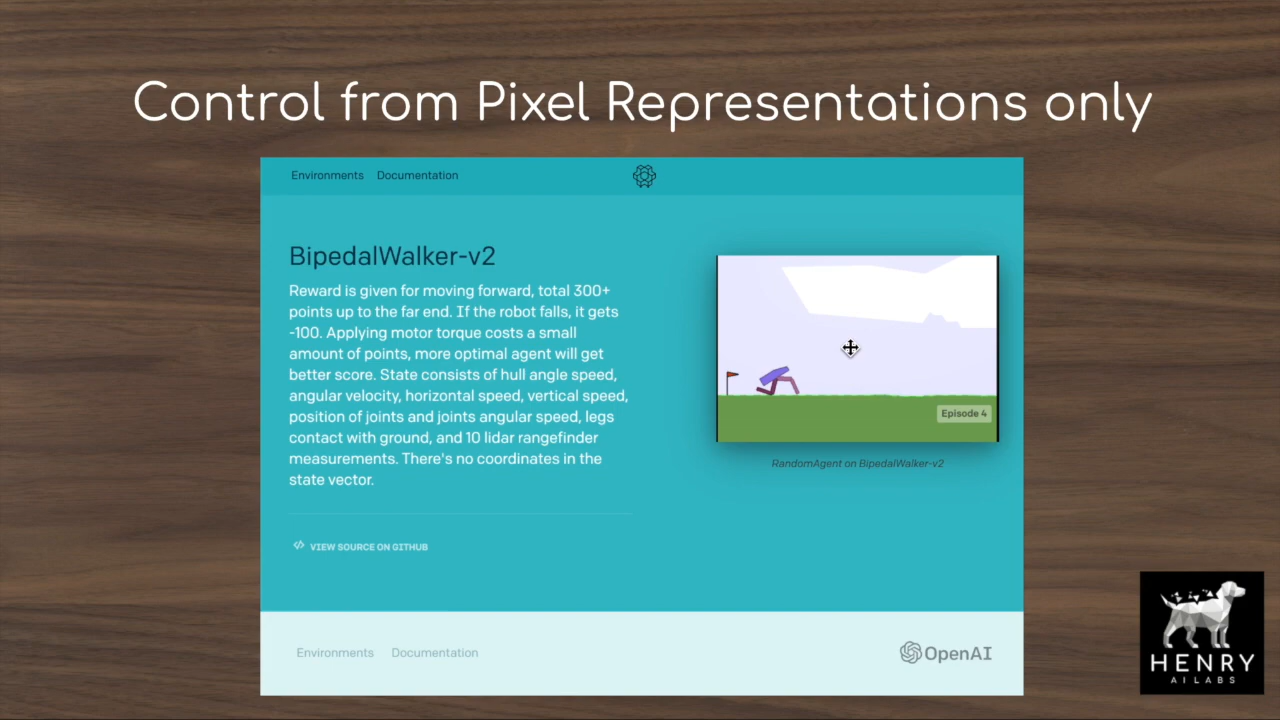 Control from Pixel Representations only
Environments Documentation
BipedalWalker-v2
Reward is given for moving forward, total 300+
points up to the far end. If the robot falls, it gets
-100. Applying motor torque costs a small
amount of points, more optimal agent will get
better score. State consists of hull angle speed,
angular velocity, horizontal speed, vertical speed,
position of joints and joints angular speed, legs
contact with ground, and 10 lidar rangefinder
measurements. There's no coordinates in the
state vector.
Episode 4
RandomAgent on BipedalWalker-v2
VIEW SOURCE ON GITHUB
Environments Documentation
OpenAI
HENRY
AI LABS